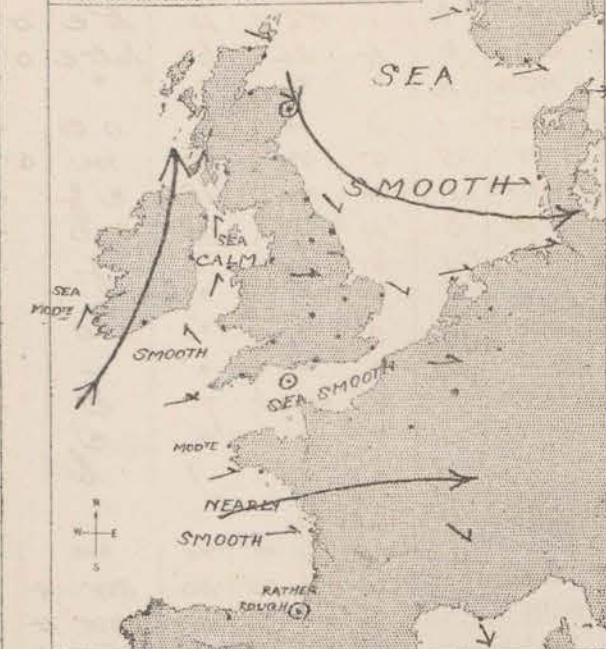 SEA
SMOOTH
SEA
CALM
SEA
MODTE
SMOOTH
SEA SMOOTH
MODTE
NEARLY
SMOOTH
N
W E
S
RATHER
ROUGH